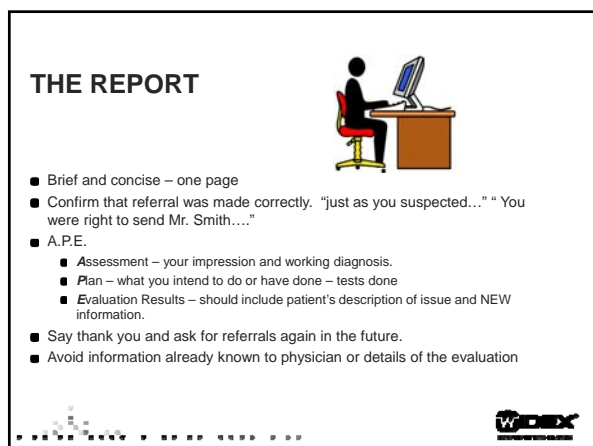 THE REPORT
Brief and concise – one page
Confirm that referral was made correctly. “just as you suspected…” “ You
were right to send Mr. Smith….”
A.P.E.
Assessment – your impression and working diagnosis.
Plan – what you intend to do or have done – tests done
Evaluation Results – should include patient’s description of issue and NEW
information.
Say thank you and ask for referrals again in the future.
Avoid information already known to physician or details of the evaluation
WIDEX